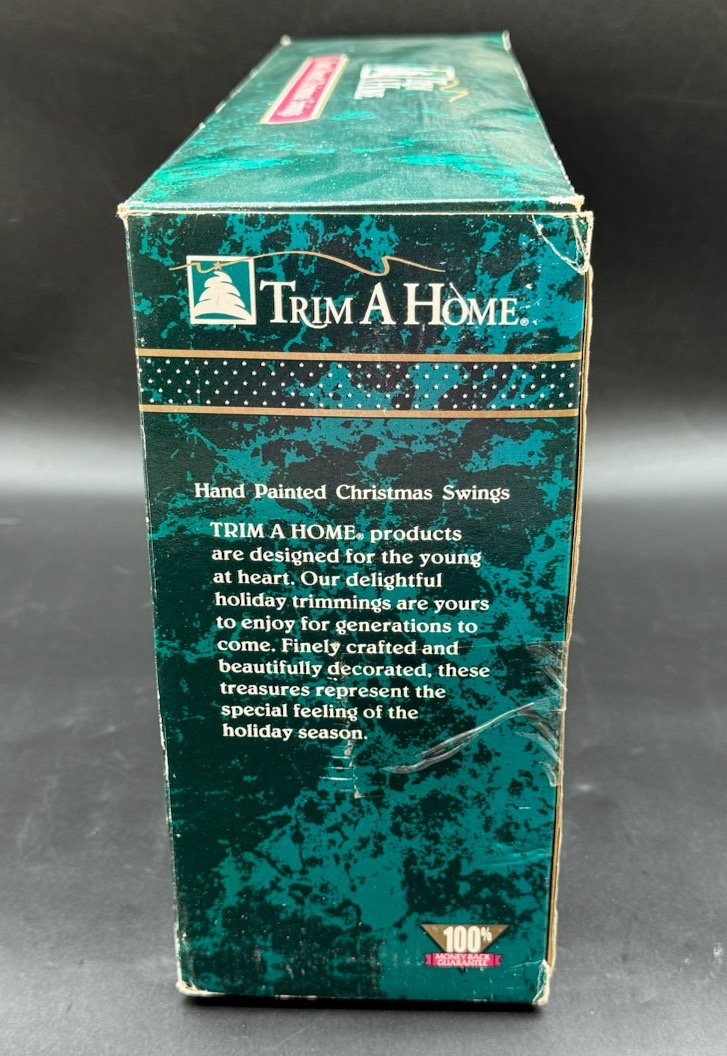 TRIM A HOME®
Hand Painted Christmas Swings
TRIM A HOME® products
are designed for the young
at heart. Our delightful
holiday trimmings are yours
to enjoy for generations to
come. Finely crafted and
beautifully decorated, these
treasures represent the
special feeling of the
holiday season.
100%
MONEY BACK
GUARANTEE